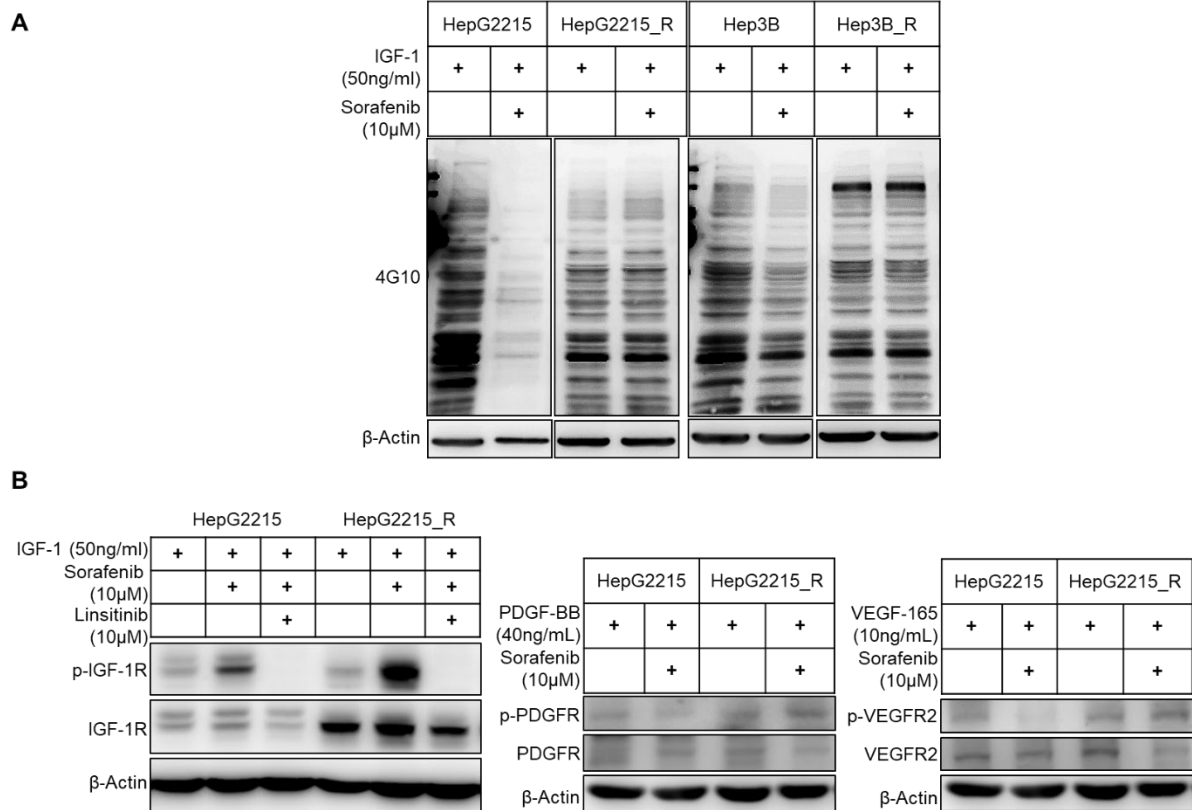 A
HepG2215 HepG2215_R Hep3B Hep3B_R
IGF-1
(50ng/ml) + + + + + + + +
Sorafenib
(10µM) + + + +
4G10
β-Actin
B
HepG2215 HepG2215_R
IGF-1 (50ng/ml) + + + + + +
Sorafenib
(10µM) + + + +
Linsitinib
(10µM) + +
p-IGF-1R
IGF-1R
β-Actin
HepG2215 HepG2215_R
PDGF-BB
(40ng/mL) + + + +
Sorafenib
(10µM) + +
p-PDGFR
PDGFR
β-Actin
HepG2215 HepG2215_R
VEGF-165
(10ng/mL) + + + +
Sorafenib
(10µM) + +
p-VEGFR2
VEGFR2
β-Actin